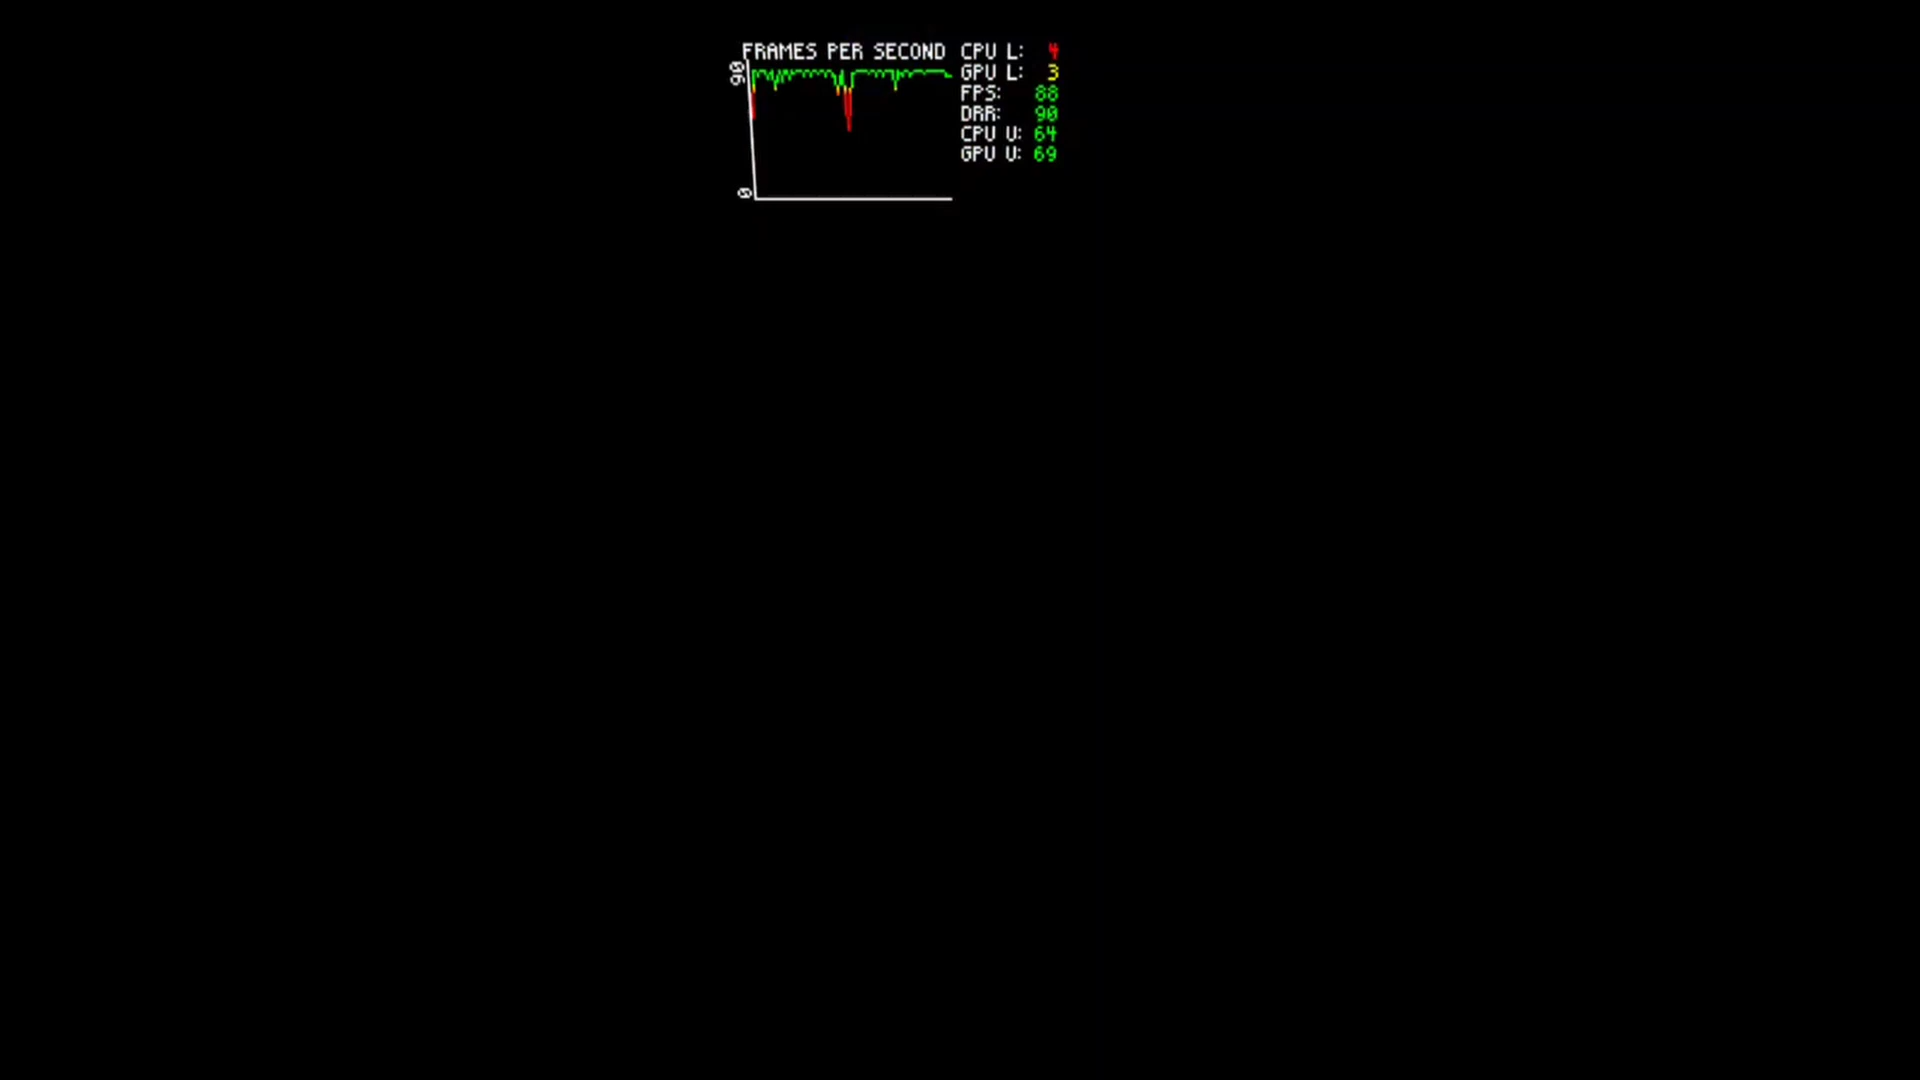 FRAMES PER SECOND
90
0
CPU L: 4
GPU L: 3
FPS: 88
DRR: 90
CPU U: 64
GPU U: 69